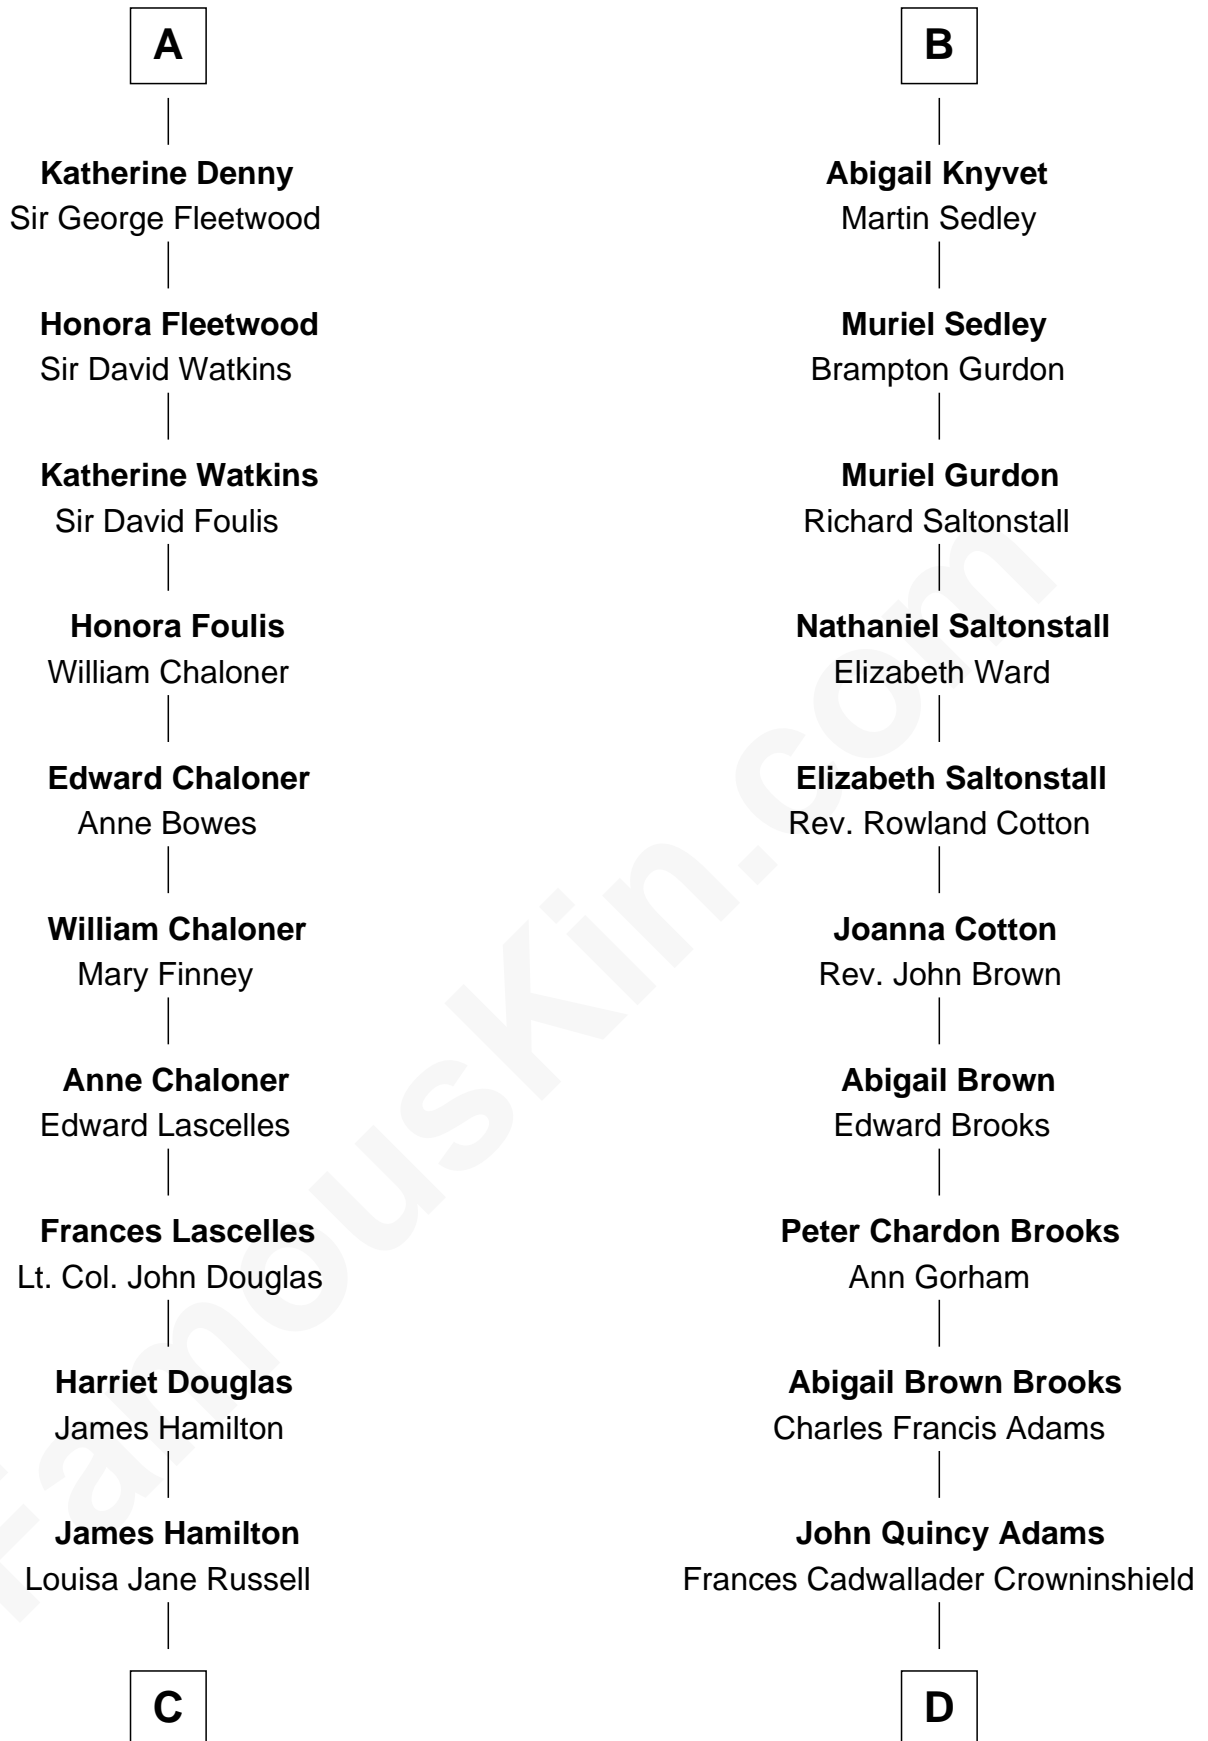 A
Katherine Denny
Sir George Fleetwood
Honora Fleetwood
Sir David Watkins
Katherine Watkins
Sir David Foulis
Honora Foulis
William Chaloner
Edward Chaloner
Anne Bowes
William Chaloner
Mary Finney
Anne Chaloner
Edward Lascelles
Frances Lascelles
Lt. Col. John Douglas
Harriet Douglas
James Hamilton
James Hamilton
Louisa Jane Russell
C
B
Abigail Knyvet
Martin Sedley
Muriel Sedley
Brampton Gurdon
Muriel Gurdon
Richard Saltonstall
Nathaniel Saltonstall
Elizabeth Ward
Elizabeth Saltonstall
Rev. Rowland Cotton
Joanna Cotton
Rev. John Brown
Abigail Brown
Edward Brooks
Peter Chardon Brooks
Ann Gorham
Abigail Brown Brooks
Charles Francis Adams
John Quincy Adams
Frances Cadwallader Crowninshield
D
FamousKin.com